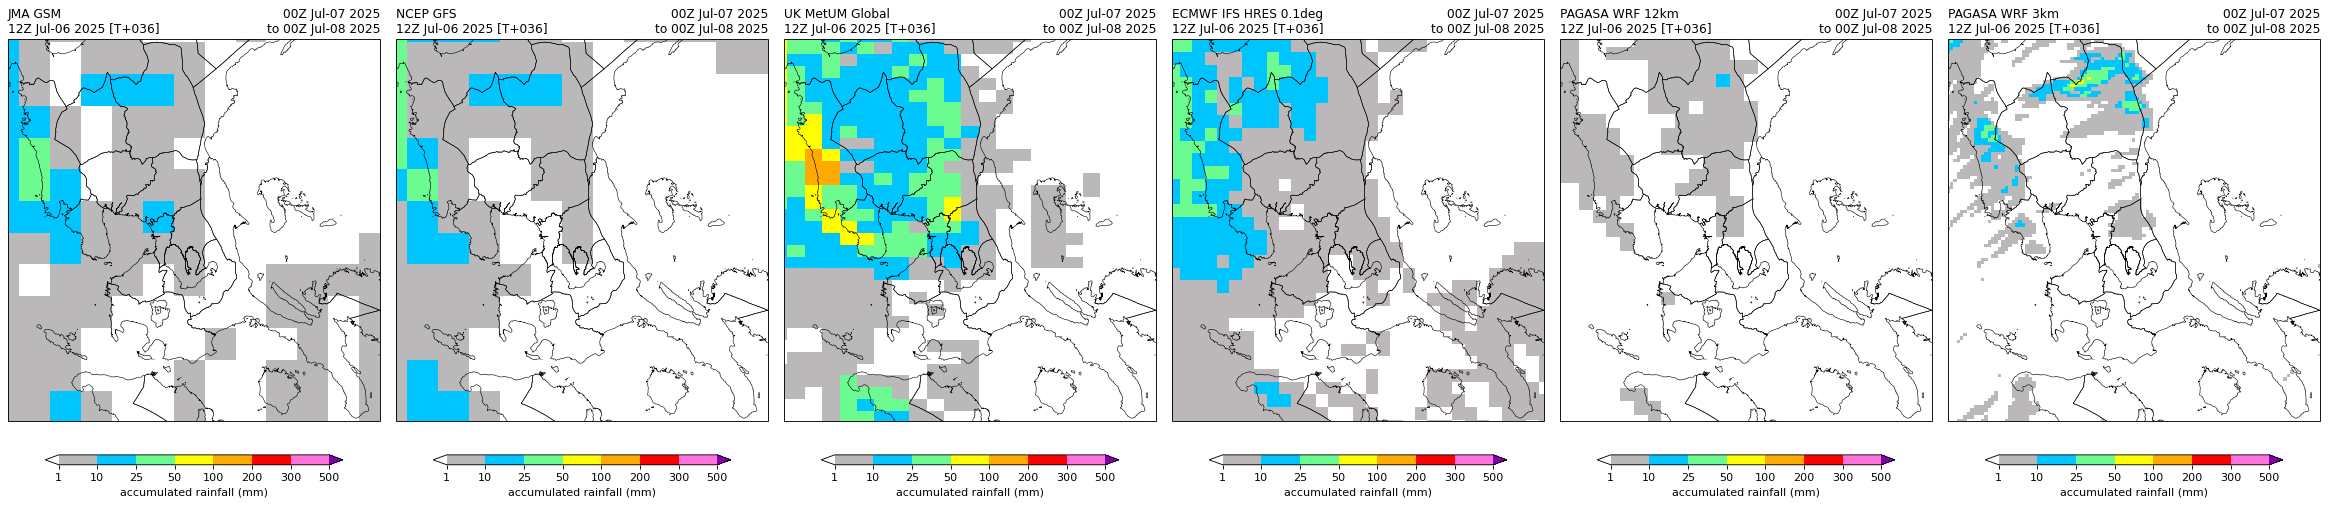 JMA GSM 00Z Jul-07 2025
12Z Jul-06 2025 [T+036] to 00Z Jul-08 2025
1 10 25 50 100 200 300 500
accumulated rainfall (mm)
NCEP GFS 00Z Jul-07 2025
12Z Jul-06 2025 [T+036] to 00Z Jul-08 2025
1 10 25 50 100 200 300 500
accumulated rainfall (mm)
UK MetUM Global 00Z Jul-07 2025
12Z Jul-06 2025 [T+036] to 00Z Jul-08 2025
1 10 25 50 100 200 300 500
accumulated rainfall (mm)
ECMWF IFS HRES 0.1deg 00Z Jul-07 2025
12Z Jul-06 2025 [T+036] to 00Z Jul-08 2025
1 10 25 50 100 200 300 500
accumulated rainfall (mm)
PAGASA WRF 12km 00Z Jul-07 2025
12Z Jul-06 2025 [T+036] to 00Z Jul-08 2025
1 10 25 50 100 200 300 500
accumulated rainfall (mm)
PAGASA WRF 3km 00Z Jul-07 2025
12Z Jul-06 2025 [T+036] to 00Z Jul-08 2025
1 10 25 50 100 200 300 500
accumulated rainfall (mm)